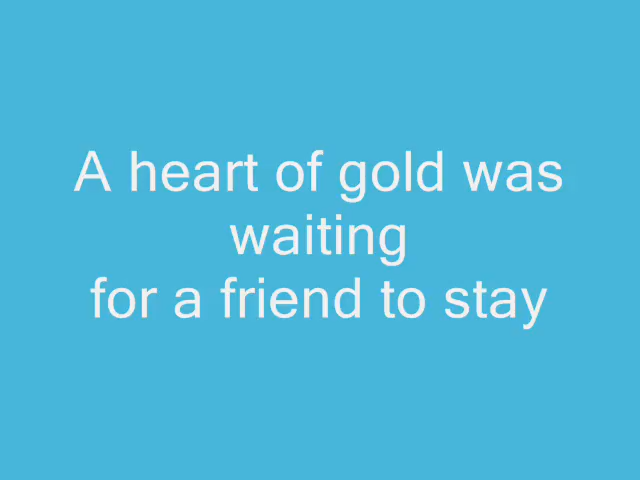 A heart of gold was
waiting
for a friend to stay